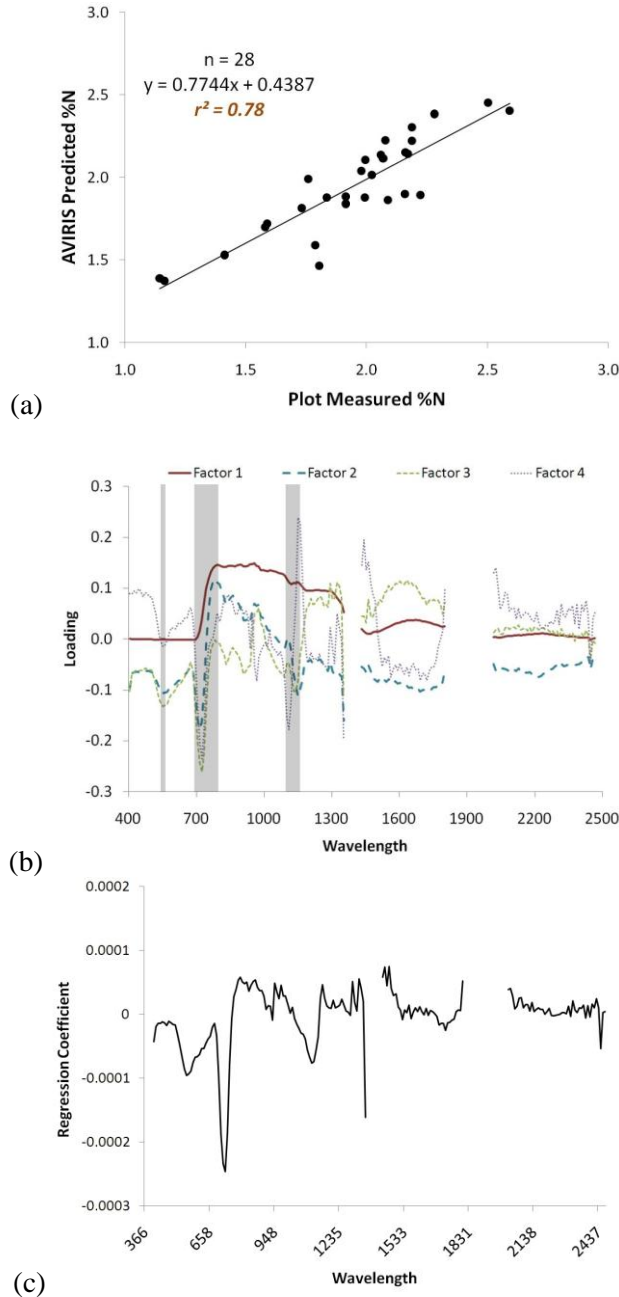 n = 28
y = 0.7744x + 0.4387
r² = 0.78
3.0
2.5
2.0
1.5
1.0
AVIRIS Predicted %N
1.0 1.5 2.0 2.5 3.0
Plot Measured %N
(a)
Factor 1 Factor 2 Factor 3 Factor 4
0.3
0.2
0.1
0.0
-0.1
-0.2
-0.3
Loading
400 700 1000 1300 1600 1900 2200 2500
Wavelength
(b)
0.0002
0.0001
0
-0.0001
-0.0002
-0.0003
Regression Coefficient
366 658 948 1235 1533 1831 2138 2437
Wavelength
(c)